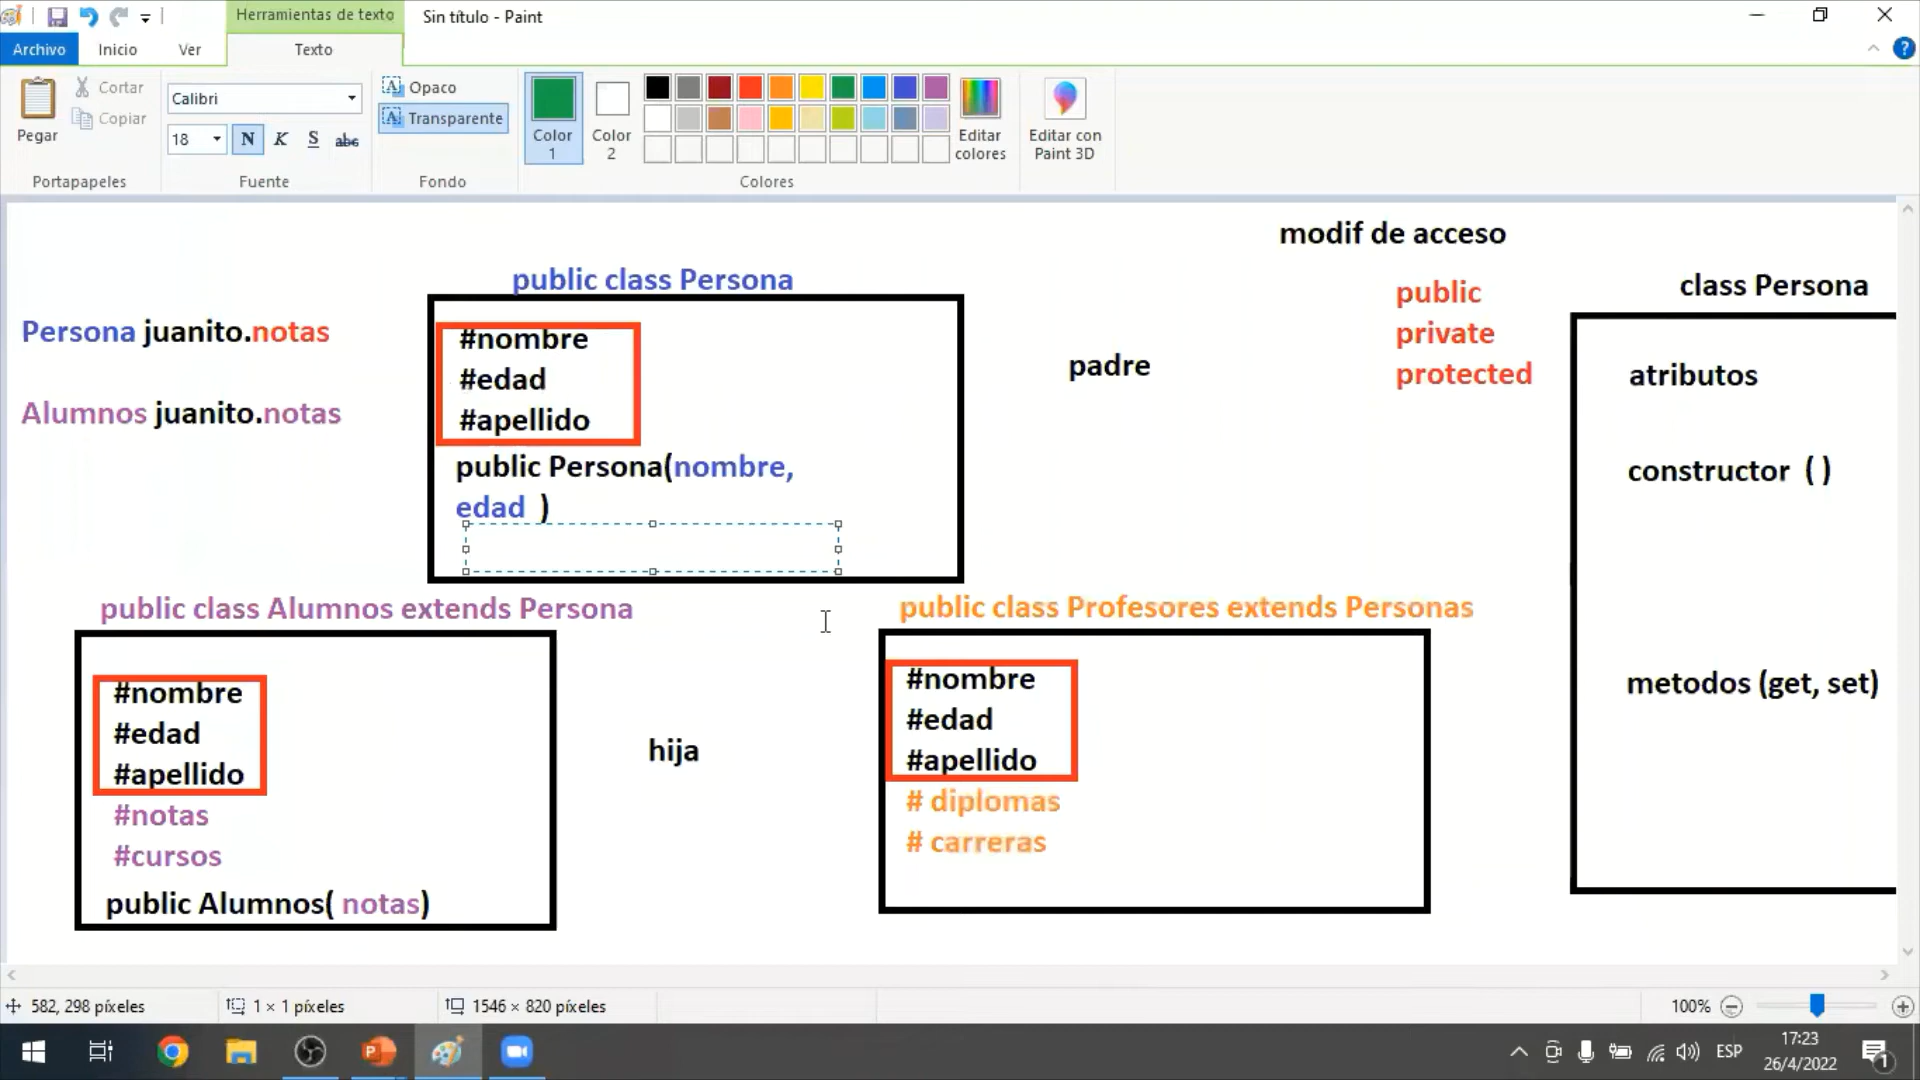 Herramientas de texto
Sin título - Paint
Archivo
Inicio
Ver
Texto
Pegar
Cortar
Copiar
Portapapeles
Calibri
18
N K S abc
Fuente
Opaco
Transparente
Fondo
Color 1
Color 2
Editar colores
Colores
Editar con Paint 3D
modif de acceso
public
private
protected
class Persona
atributos
constructor ( )
metodos (get, set)
public class Persona
#nombre
#edad
#apellido
public Persona(nombre,
edad )
padre
Persona juanito.notas
Alumnos juanito.notas
public class Alumnos extends Persona
#nombre
#edad
#apellido
#notas
#cursos
public Alumnos( notas)
hija
public class Profesores extends Personas
#nombre
#edad
#apellido
# diplomas
# carreras
582, 298 píxeles
1 × 1 píxeles
1546 × 820 píxeles
100%
ESP
17:23
26/4/2022
1